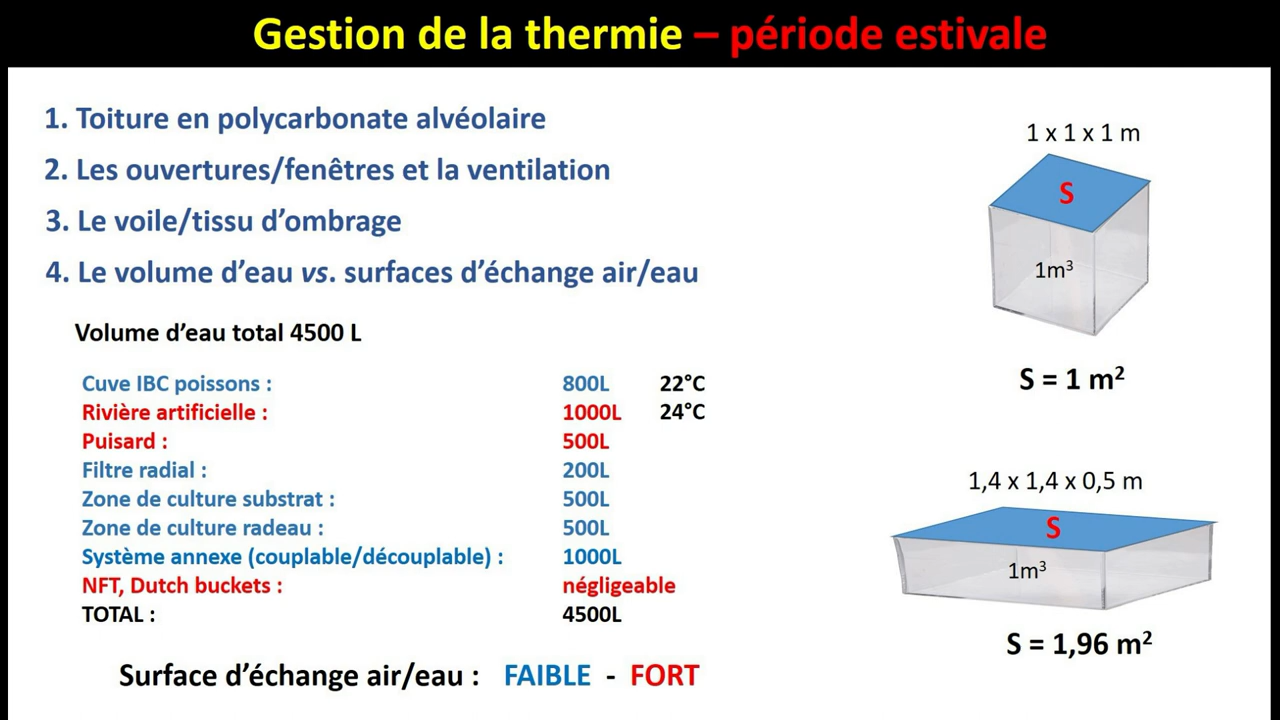 Gestion de la thermie – période estivale
1. Toiture en polycarbonate alvéolaire
2. Les ouvertures/fenêtres et la ventilation
3. Le voile/tissu d’ombrage
4. Le volume d’eau vs. surfaces d’échange air/eau
Volume d’eau total 4500 L
Cuve IBC poissons : 800L 22°C
Rivière artificielle : 1000L 24°C
Puisard : 500L
Filtre radial : 200L
Zone de culture substrat : 500L
Zone de culture radeau : 500L
Système annexe (couplable/découplable) : 1000L
NFT, Dutch buckets : négligeable
TOTAL : 4500L
Surface d’échange air/eau : FAIBLE - FORT
1 x 1 x 1 m
S
1m³
S = 1 m²
1,4 x 1,4 x 0,5 m
S
1m³
S = 1,96 m²